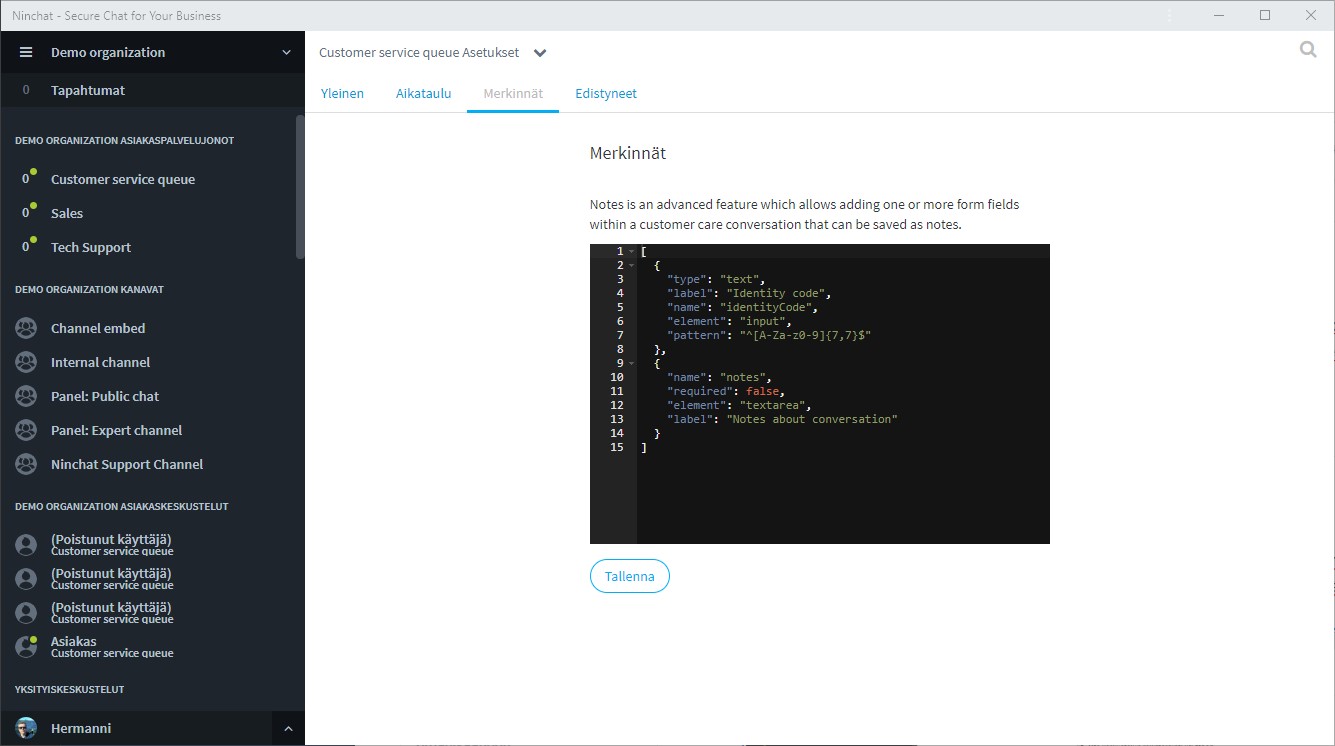 Ninchat - Secure Chat for Your Business
Demo organization
0 Tapahtumat
DEMO ORGANIZATION ASIAKASPALVELUJONOT
0 Customer service queue
0 Sales
0 Tech Support
DEMO ORGANIZATION KANAVAT
Channel embed
Internal channel
Panel: Public chat
Panel: Expert channel
Ninchat Support Channel
DEMO ORGANIZATION ASIAKASKESKUSTELUT
(Poistunut käyttäjä)
Customer service queue
(Poistunut käyttäjä)
Customer service queue
(Poistunut käyttäjä)
Customer service queue
Asiakas
Customer service queue
YKSITYISKESKUSTELUT
Hermanni
Customer service queue Asetukset
Yleinen Aikataulu Merkinnät Edistyneet
Merkinnät
Notes is an advanced feature which allows adding one or more form fields
within a customer care conversation that can be saved as notes.
1 [
2 {
3 "type": "text",
4 "label": "Identity code",
5 "name": "identityCode",
6 "element": "input",
7 "pattern": "^[A-Za-z0-9]{7,7}$"
8 },
9 {
10 "name": "notes",
11 "required": false,
12 "element": "textarea",
13 "label": "Notes about conversation"
14 }
15 ]
Tallenna